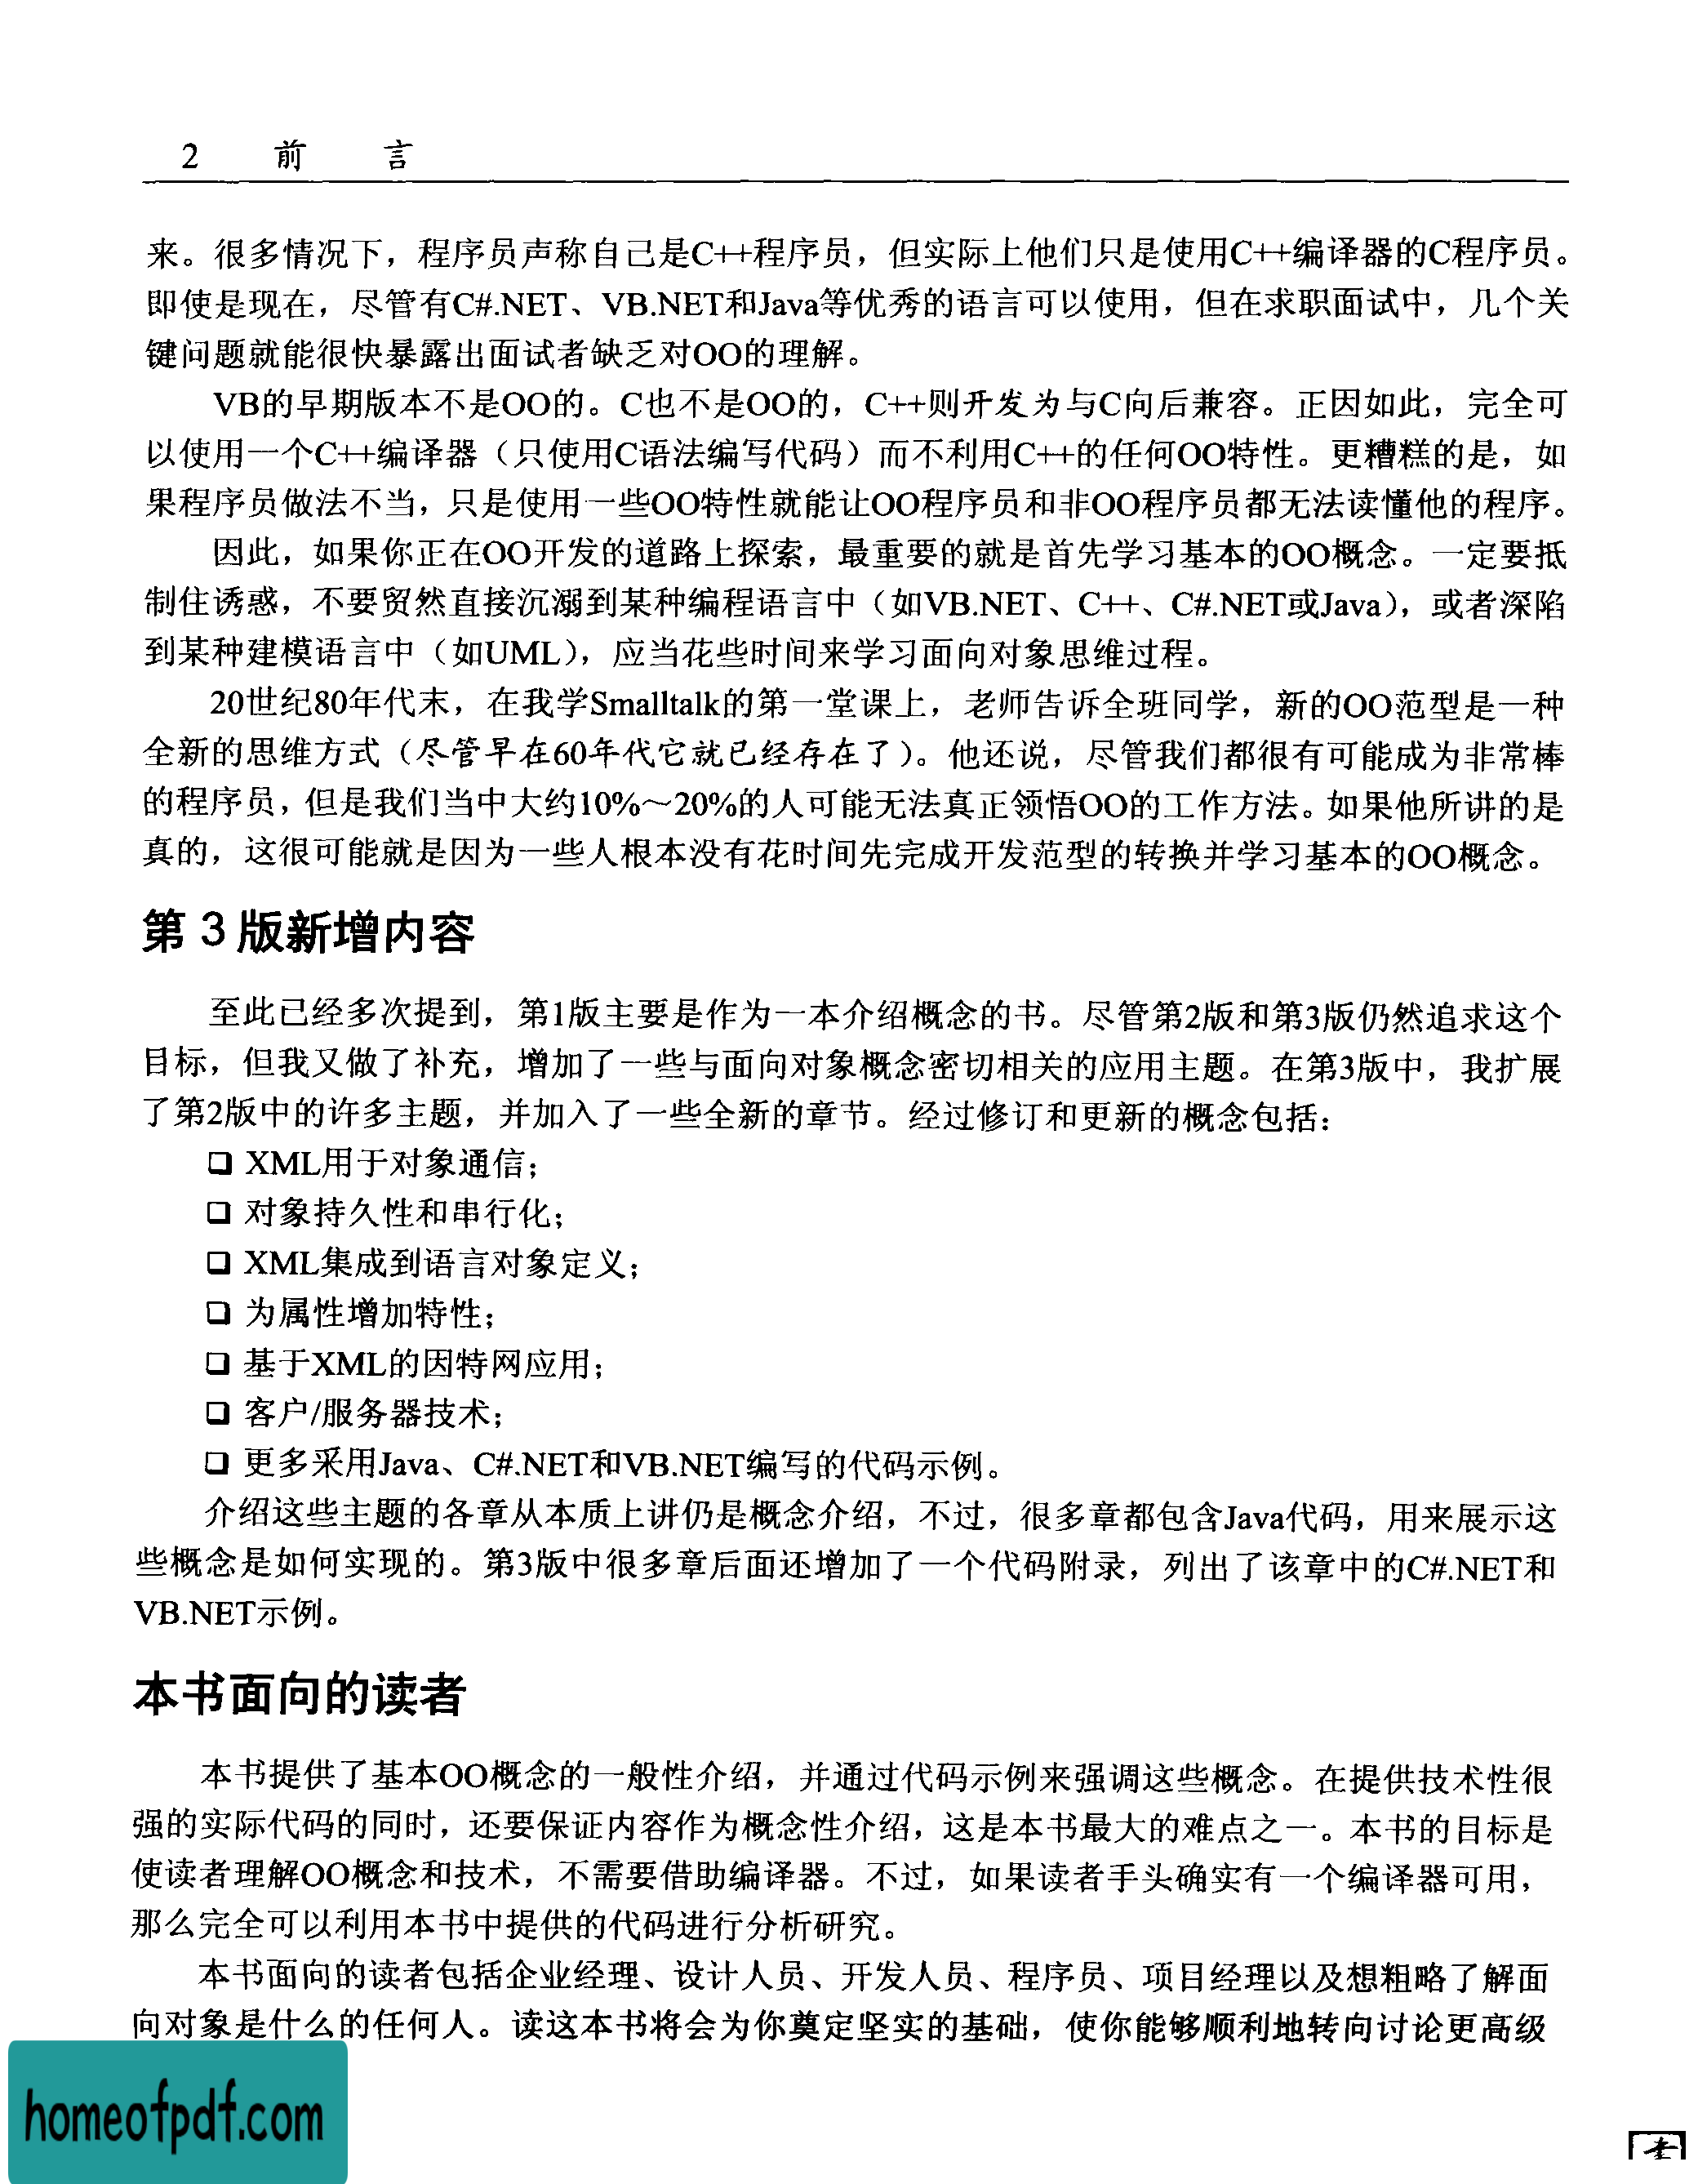 2 前 言
来。很多情况下，程序员声称自己是C++程序员，但实际上他们只是使用C++编译器的C程序员。
即使是现在，尽管有C#.NET、VB.NET和Java等优秀的语言可以使用，但在求职面试中，几个关
键问题就能很快暴露出面试者缺乏对OO的理解。
VB的早期版本不是OO的。C也不是OO的，C++则开发为与C向后兼容。正因如此，完全可
以使用一个C++编译器（只使用C语法编写代码）而不利用C++的任何OO特性。更糟糕的是，如
果程序员做法不当，只是使用一些OO特性就能让OO程序员和非OO程序员都无法读懂他的程序。
因此，如果你正在OO开发的道路上探索，最重要的就是首先学习基本的OO概念。一定要抵
制住诱惑，不要贸然直接沉溺到某种编程语言中（如VB.NET、C++、C#.NET或Java），或者深陷
到某种建模语言中（如UML），应当花些时间来学习面向对象思维过程。
20世纪80年代末，在我学Smalltalk的第一堂课上，老师告诉全班同学，新的OO范型是一种
全新的思维方式（尽管早在60年代它就已经存在了）。他还说，尽管我们都很有可能成为非常棒
的程序员，但是我们当中大约10%～20%的人可能无法真正领悟OO的工作方法。如果他所讲的是
真的，这很可能就是因为一些人根本没有花时间先完成开发范型的转换并学习基本的OO概念。
第 3 版新增内容
至此已经多次提到，第1版主要是作为一本介绍概念的书。尽管第2版和第3版仍然追求这个
目标，但我又做了补充，增加了一些与面向对象概念密切相关的应用主题。在第3版中，我扩展
了第2版中的许多主题，并加入了一些全新的章节。经过修订和更新的概念包括：
❑ XML用于对象通信；
❑ 对象持久性和串行化；
❑ XML集成到语言对象定义；
❑ 为属性增加特性；
❑ 基于XML的因特网应用；
❑ 客户/服务器技术；
❑ 更多采用Java、C#.NET和VB.NET编写的代码示例。
介绍这些主题的各章从本质上讲仍是概念介绍，不过，很多章都包含Java代码，用来展示这
些概念是如何实现的。第3版中很多章后面还增加了一个代码附录，列出了该章中的C#.NET和
VB.NET示例。
本书面向的读者
本书提供了基本OO概念的一般性介绍，并通过代码示例来强调这些概念。在提供技术性很
强的实际代码的同时，还要保证内容作为概念性介绍，这是本书最大的难点之一。本书的目标是
使读者理解OO概念和技术，不需要借助编译器。不过，如果读者手头确实有一个编译器可用，
那么完全可以利用本书中提供的代码进行分析研究。
本书面向的读者包括企业经理、设计人员、开发人员、程序员、项目经理以及想粗略了解面
向对象是什么的任何人。读这本书将会为你奠定坚实的基础，使你能够顺利地转向讨论更高级
homeofpdf.com